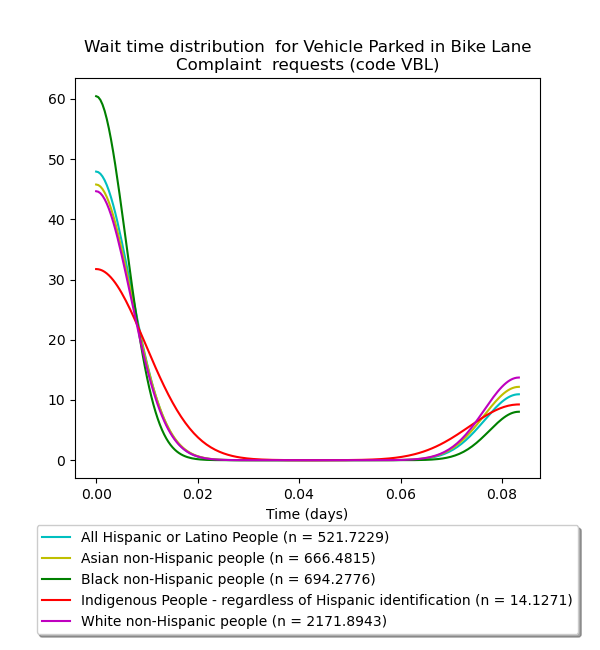 Wait time distribution  for Vehicle Parked in Bike Lane
Complaint  requests (code VBL)
60
50
40
30
20
10
0
0.00 0.02 0.04 0.06 0.08
Time (days)
All Hispanic or Latino People (n = 521.7229)
Asian non-Hispanic people (n = 666.4815)
Black non-Hispanic people (n = 694.2776)
Indigenous People - regardless of Hispanic identification (n = 14.1271)
White non-Hispanic people (n = 2171.8943)